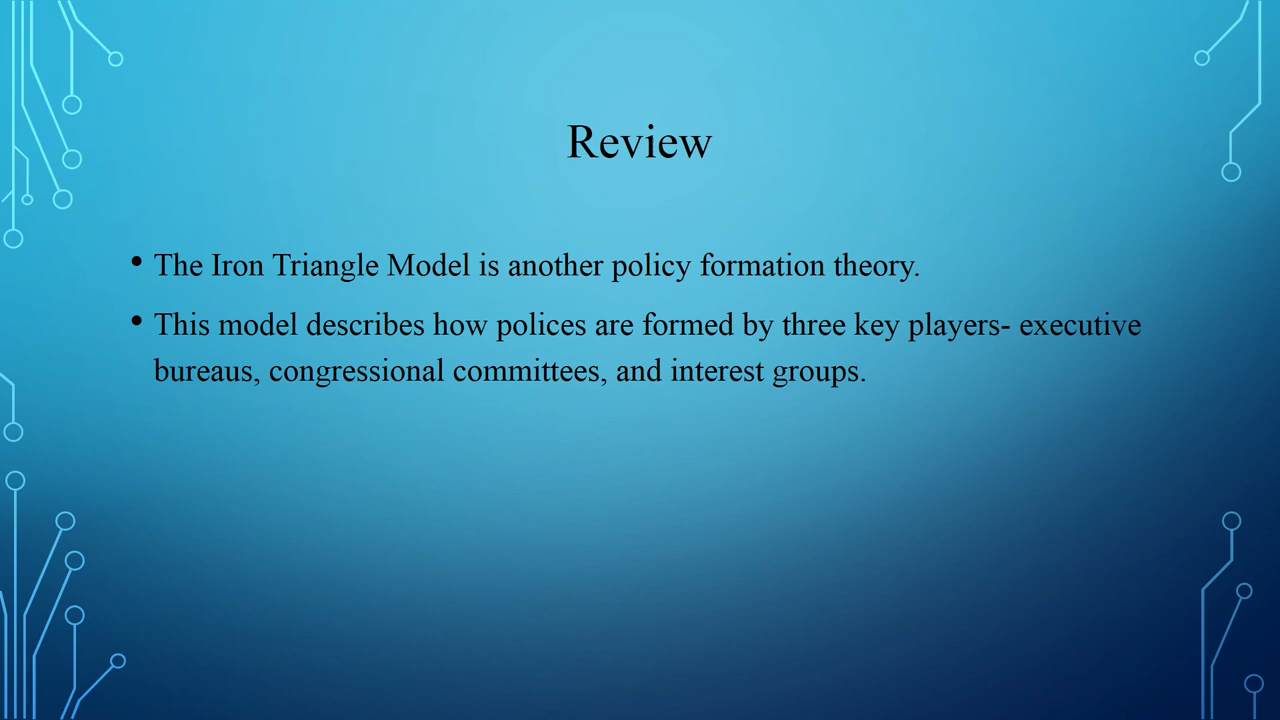 Review
• The Iron Triangle Model is another policy formation theory.
• This model describes how polices are formed by three key players- executive
bureaus, congressional committees, and interest groups.